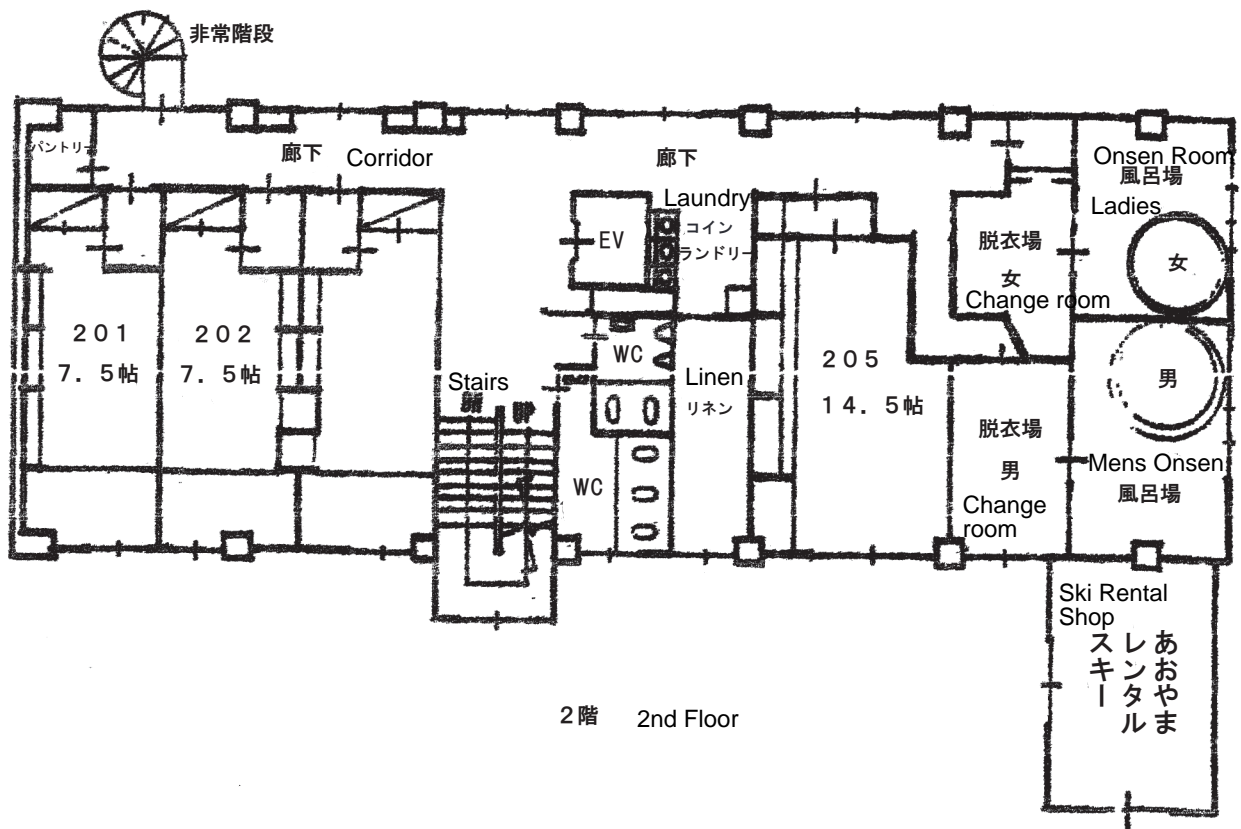 非常階段
パントリー
廊下
Corridor
廊下
Onsen Room
風呂場
Ladies
女
Laundry
コイン
ランドリー
EV
脱衣場
女
Change room
201
7.5帖
202
7.5帖
WC
Stairs
Linen
リネン
205
14.5帖
男
脱衣場
男
Change
room
Mens Onsen
風呂場
WC
Ski Rental
Shop
あおやま
レンタル
スキー
2階
2nd Floor